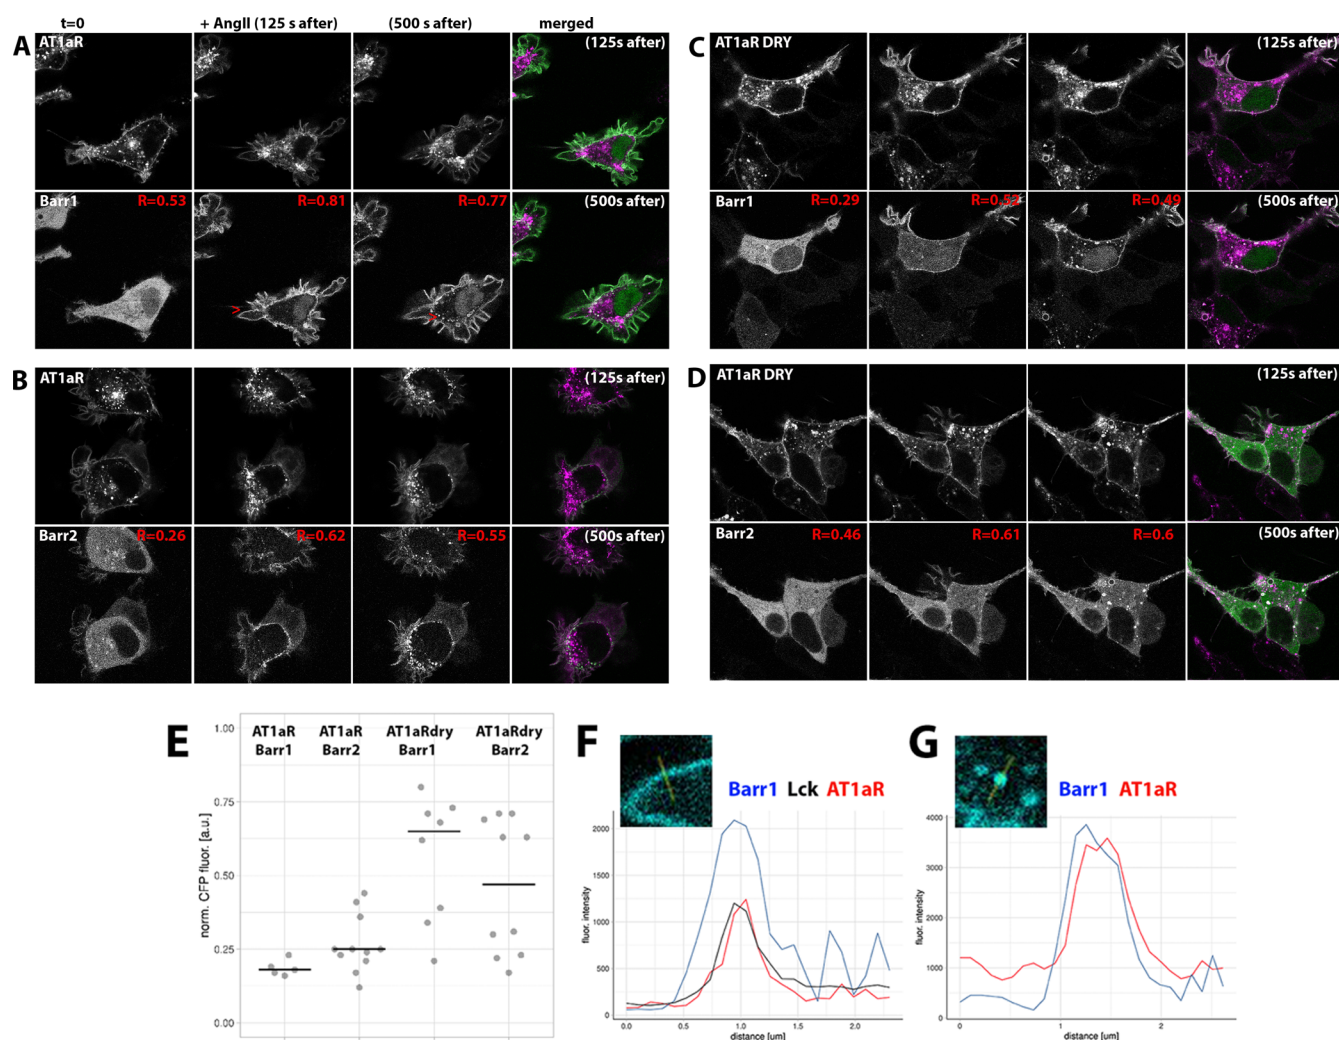 t=0 + AngII (125 s after) (500 s after) merged
A AT1aR (125s after)
Barr1 R=0.53 R=0.81 R=0.77 (500s after)
B AT1aR (125s after)
Barr2 R=0.26 R=0.62 R=0.55 (500s after)
C AT1aR DRY (125s after)
Barr1 R=0.29 R=0.52 R=0.49 (500s after)
D AT1aR DRY (125s after)
Barr2 R=0.46 R=0.61 R=0.6 (500s after)
E
AT1aR AT1aR AT1aRdry AT1aRdry
Barr1 Barr2 Barr1 Barr2
norm. CFP fluor. [a.u.]
1.00
0.75
0.50
0.25
0.00
F
Barr1 Lck AT1aR
fluor. intensity
2000
1500
1000
500
0
0.0 0.5 1.0 1.5 2.0
distance [um]
G
Barr1 AT1aR
fluor. intensity
4000
3000
2000
1000
0
0 1 2
distance [um]